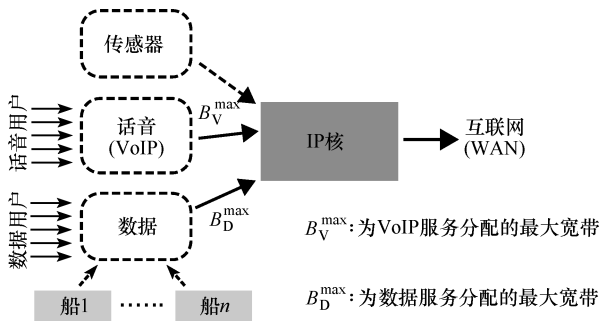 传感器
话音用户
话音
(VoIP)
B_V^max
IP核
互联网
(WAN)
数据用户
数据
B_D^max
B_V^max:为VoIP服务分配的最大宽带
B_D^max:为数据服务分配的最大宽带
船1 ······ 船n